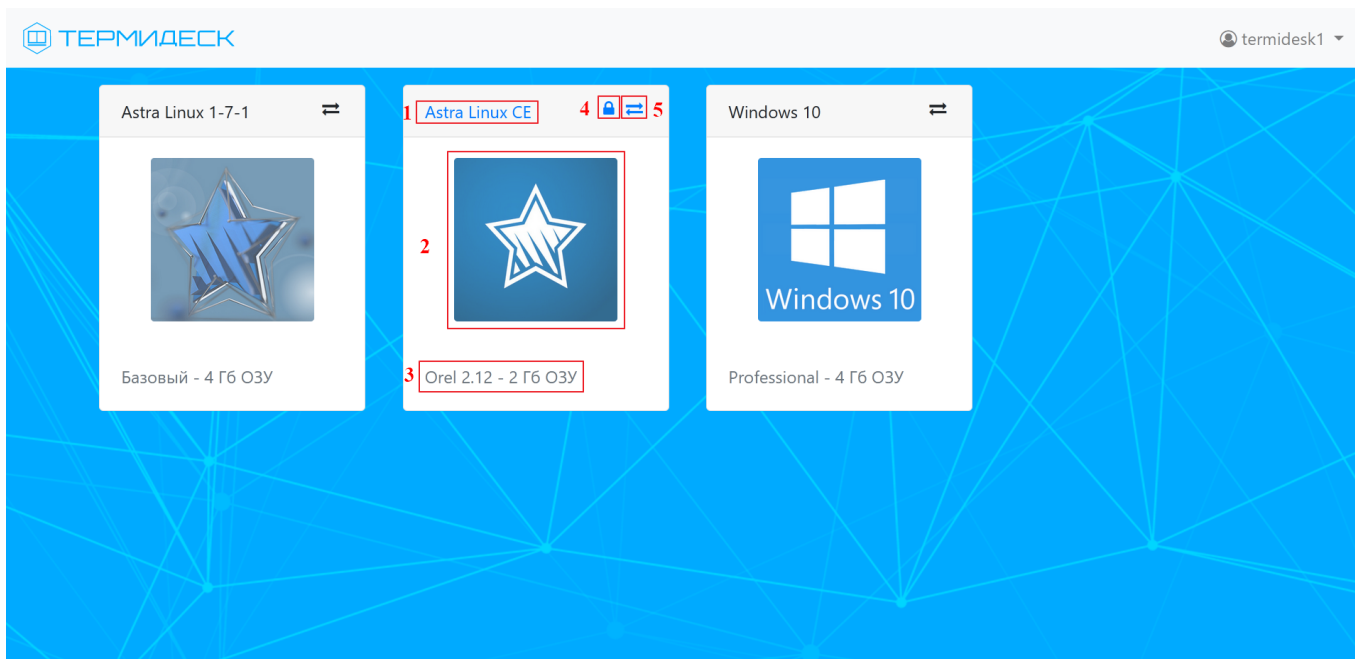 ТЕРМИДЕСК
termidesk1
Astra Linux 1-7-1
1 Astra Linux CE 4 5
Windows 10
2
Windows 10
Базовый - 4 Гб ОЗУ
3 Orel 2.12 - 2 Гб ОЗУ
Professional - 4 Гб ОЗУ